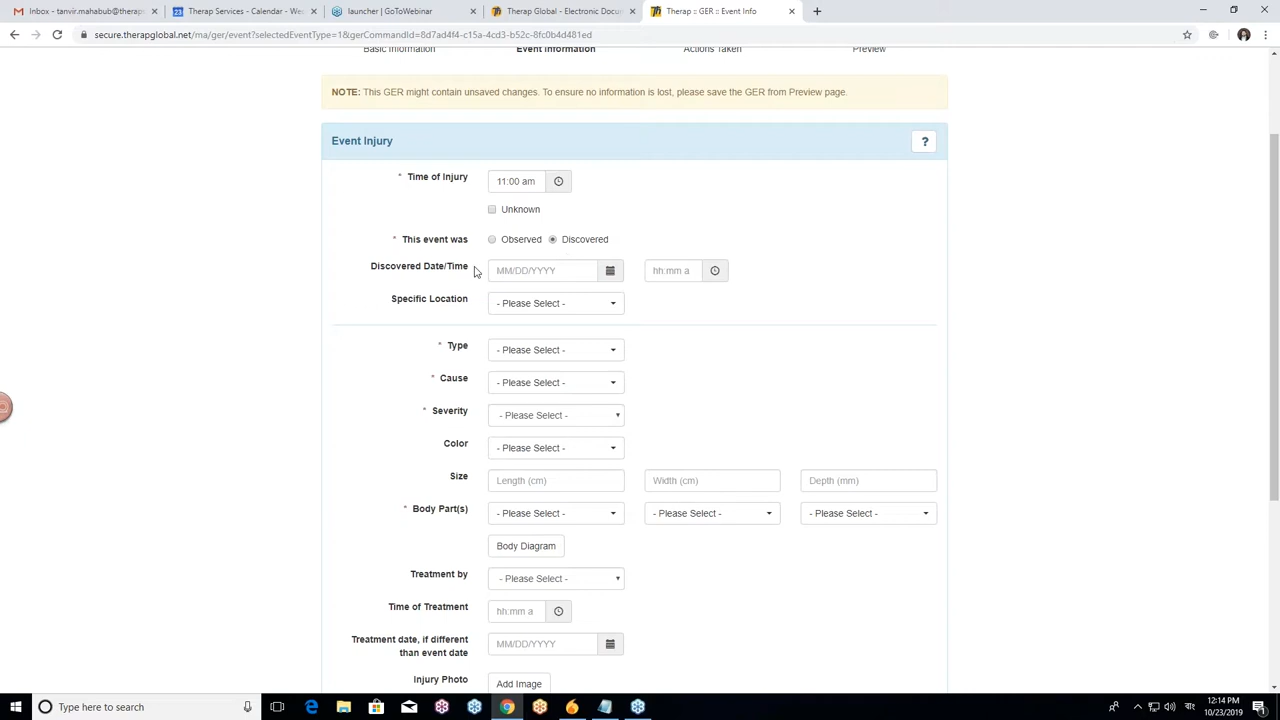 Inbox - tanvir.mahabub@therap
Therap Services - Calendar - We
Launcher | GoToWebinar
Therap Global - Electronic Docum
Therap :: GER :: Event Info
secure.therapglobal.net/ma/ger/event?selectedEventType=1&gerCommandId=8d7ad4f4-c15a-4cd3-b52c-8fc0b4d481ed
Basic Information Event Information Actions Taken Preview
NOTE: This GER might contain unsaved changes. To ensure no information is lost, please save the GER from Preview page.
Event Injury ?
* Time of Injury 11:00 am
Unknown
* This event was Observed Discovered
Discovered Date/Time MM/DD/YYYY hh:mm a
Specific Location - Please Select -
* Type - Please Select -
* Cause - Please Select -
* Severity - Please Select -
Color - Please Select -
Size Length (cm) Width (cm) Depth (mm)
* Body Part(s) - Please Select - - Please Select - - Please Select -
Body Diagram
Treatment by - Please Select -
Time of Treatment hh:mm a
Treatment date, if different
than event date MM/DD/YYYY
Injury Photo Add Image
Type here to search
12:14 PM
10/23/2019